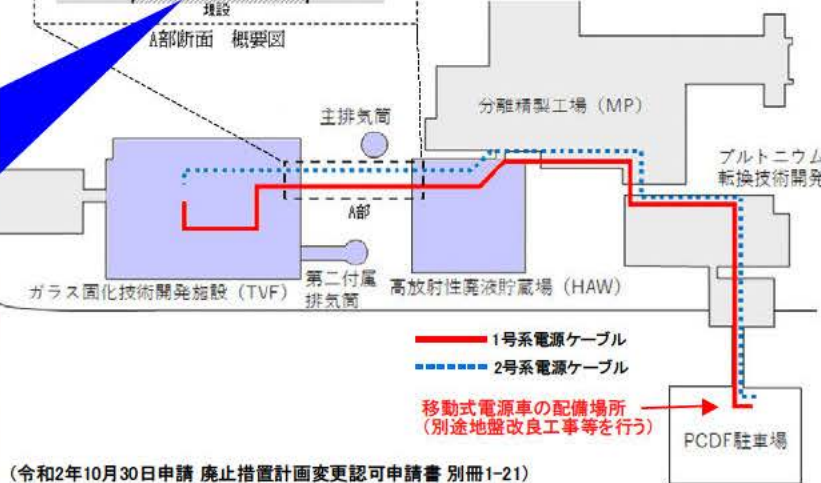 埋設
A部断面　概要図
主排気筒
分離精製工場（MP）
プルトニウム
転換技術開発
A部
ガラス固化技術開発施設（TVF）
第二付属
排気筒
高放射性廃液貯蔵場（HAW）
1号系電源ケーブル
2号系電源ケーブル
移動式電源車の配備場所
（別途地盤改良工事等を行う）
PCDF駐車場
（令和2年10月30日申請 廃止措置計画変更認可申請書 別冊1-21）